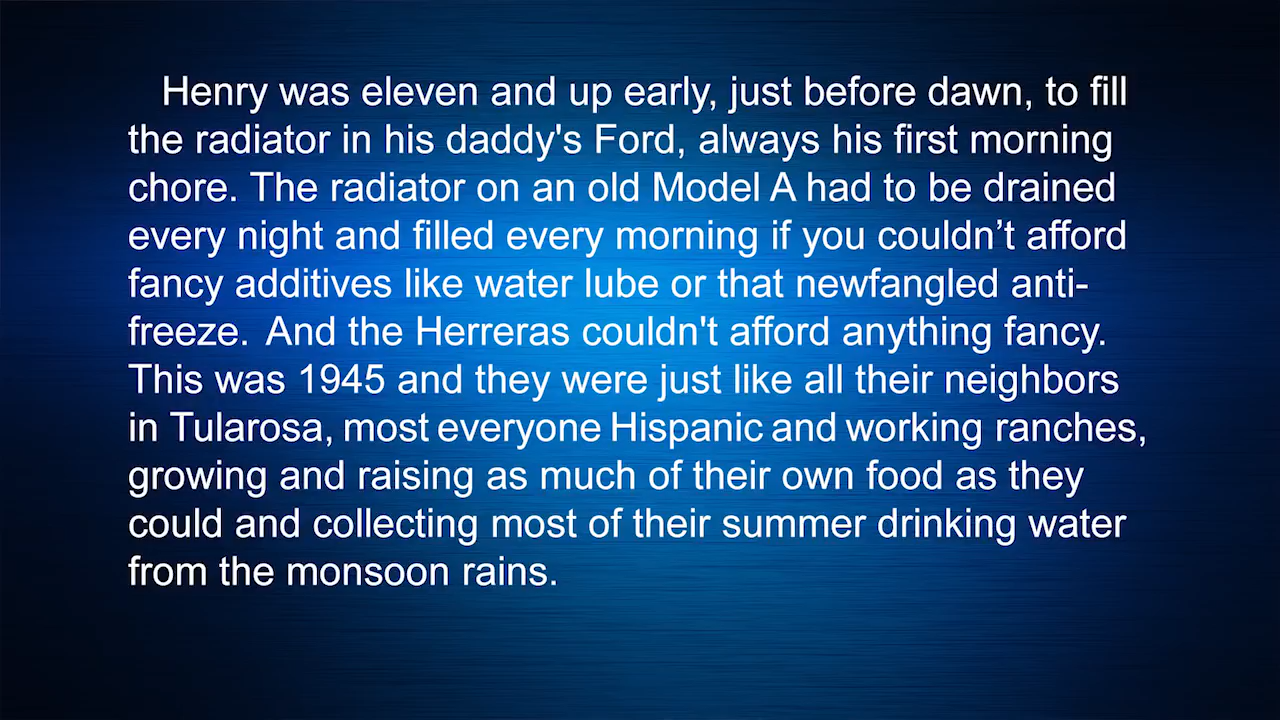 Henry was eleven and up early, just before dawn, to fill
the radiator in his daddy's Ford, always his first morning
chore. The radiator on an old Model A had to be drained
every night and filled every morning if you couldn’t afford
fancy additives like water lube or that newfangled anti-
freeze. And the Herreras couldn't afford anything fancy.
This was 1945 and they were just like all their neighbors
in Tularosa, most everyone Hispanic and working ranches,
growing and raising as much of their own food as they
could and collecting most of their summer drinking water
from the monsoon rains.